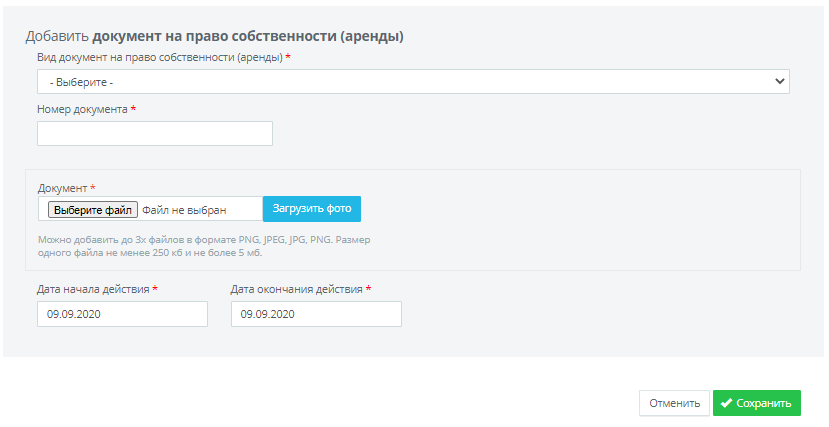 Добавить документ на право собственности (аренды)
Вид документ на право собственности (аренды) *
- Выберите -
Номер документа *
Документ *
Выберите файл Файл не выбран Загрузить фото
Можно добавить до 3х файлов в формате PNG, JPEG, JPG, PNG. Размер
одного файла не менее 250 кб и не более 5 мб.
Дата начала действия * Дата окончания действия *
09.09.2020 09.09.2020
Отменить Сохранить